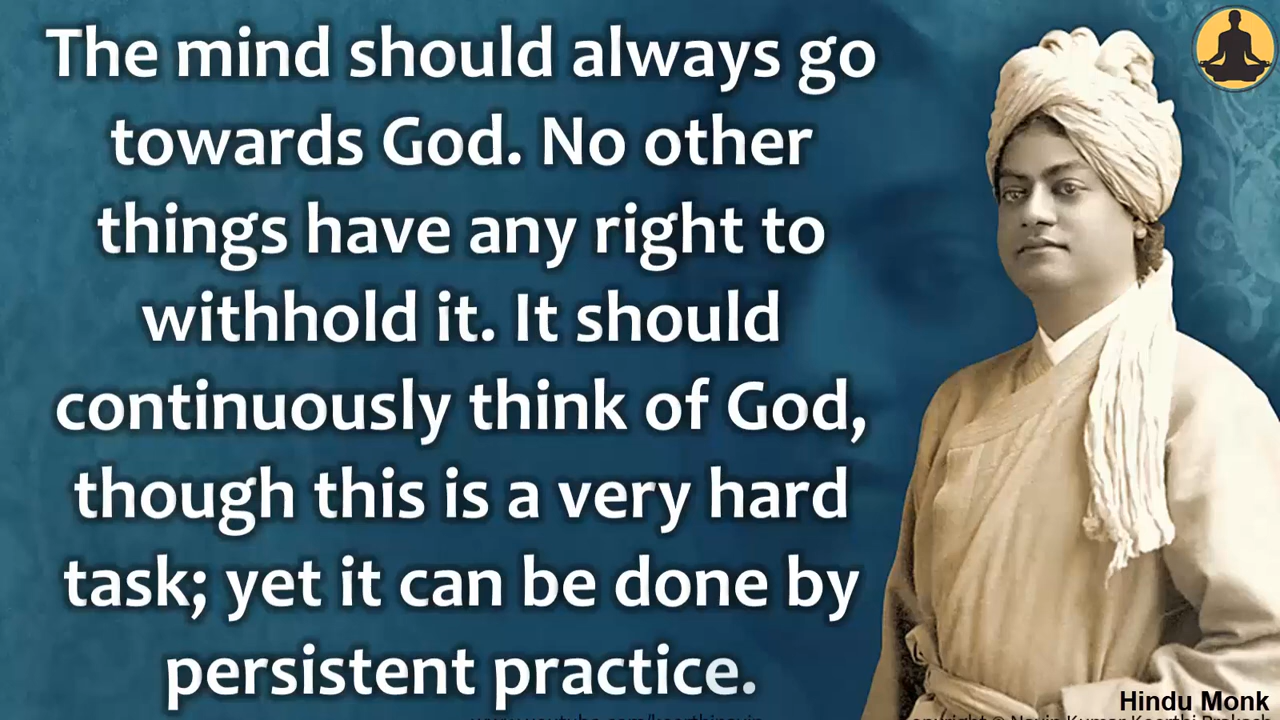 The mind should always go
towards God. No other
things have any right to
withhold it. It should
continuously think of God,
though this is a very hard
task; yet it can be done by
persistent practice.
Hindu Monk